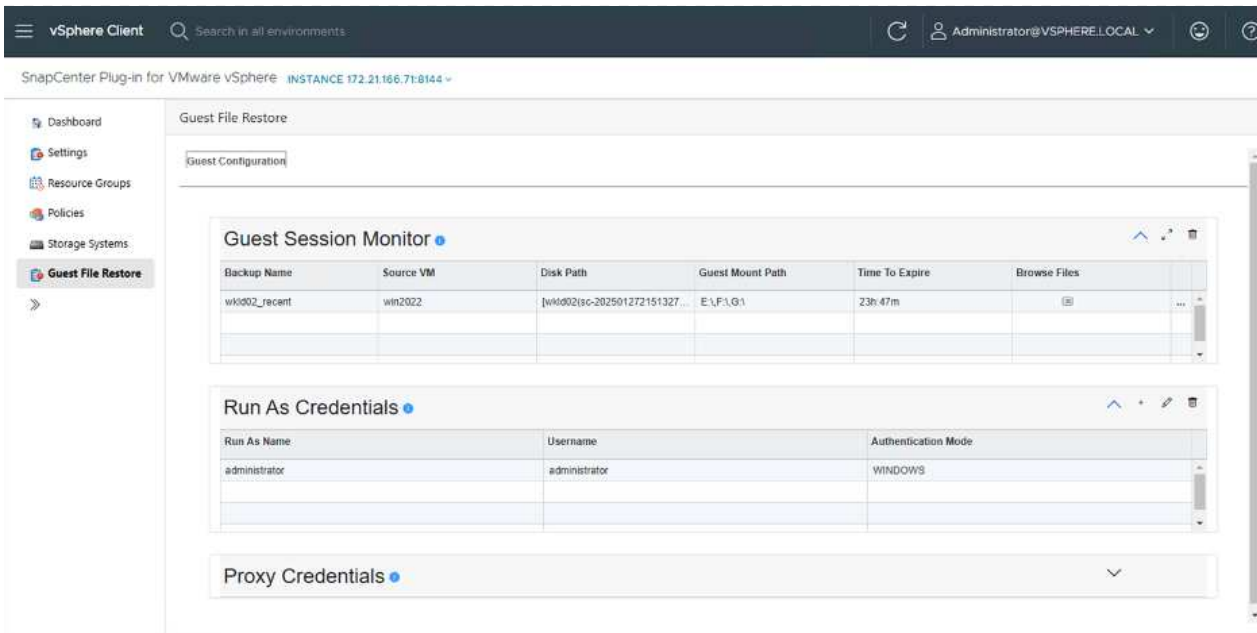 vSphere Client Search in all environments Administrator@VSPHERE.LOCAL
SnapCenter Plug-in for VMware vSphere INSTANCE 172.21.166.71:8144
Dashboard
Settings
Resource Groups
Policies
Storage Systems
Guest File Restore
Guest File Restore
Guest Configuration
Guest Session Monitor
Backup Name Source VM Disk Path Guest Mount Path Time To Expire Browse Files
wkld02_recent win2022 [wkld02(sc-202501272151327... E:\,F:\,G:\ 23h:47m ...
Run As Credentials
Run As Name Username Authentication Mode
administrator administrator WINDOWS
Proxy Credentials